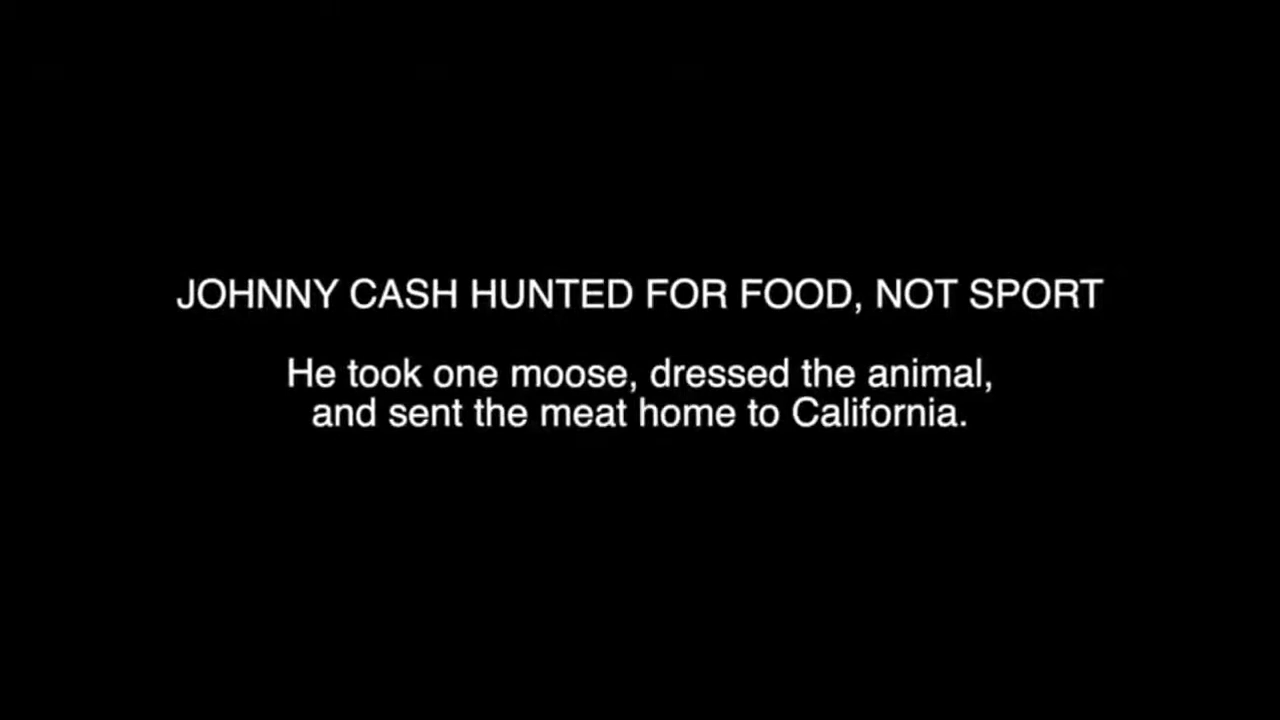 JOHNNY CASH HUNTED FOR FOOD, NOT SPORT
He took one moose, dressed the animal,
and sent the meat home to California.